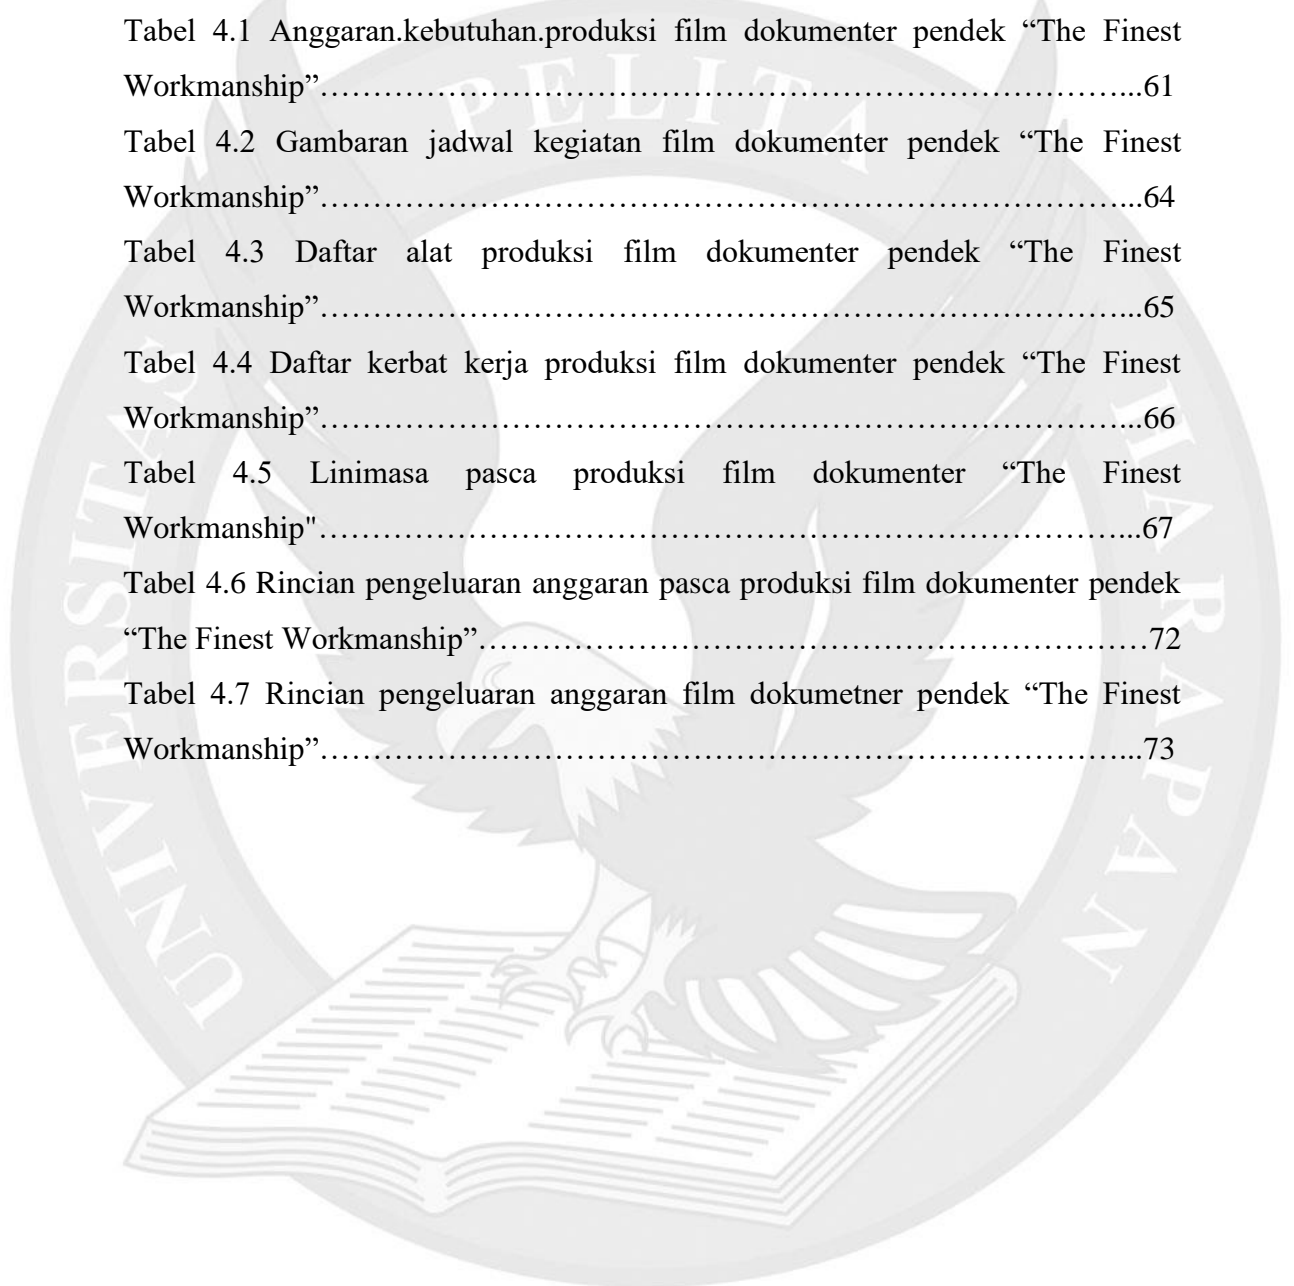 Tabel 4.1 Anggaran.kebutuhan.produksi film dokumenter pendek “The Finest
Workmanship”…………………………………………………………………...61
Tabel 4.2 Gambaran jadwal kegiatan film dokumenter pendek “The Finest
Workmanship”…………………………………………………………………...64
Tabel 4.3 Daftar alat produksi film dokumenter pendek “The Finest
Workmanship”…………………………………………………………………...65
Tabel 4.4 Daftar kerbat kerja produksi film dokumenter pendek “The Finest
Workmanship”…………………………………………………………………...66
Tabel 4.5 Linimasa pasca produksi film dokumenter “The Finest
Workmanship"…………………………………………………………………...67
Tabel 4.6 Rincian pengeluaran anggaran pasca produksi film dokumenter pendek
“The Finest Workmanship”………………………………………………………72
Tabel 4.7 Rincian pengeluaran anggaran film dokumetner pendek “The Finest
Workmanship”…………………………………………………………………...73
UNIVERSITAS PELITA HARAPAN